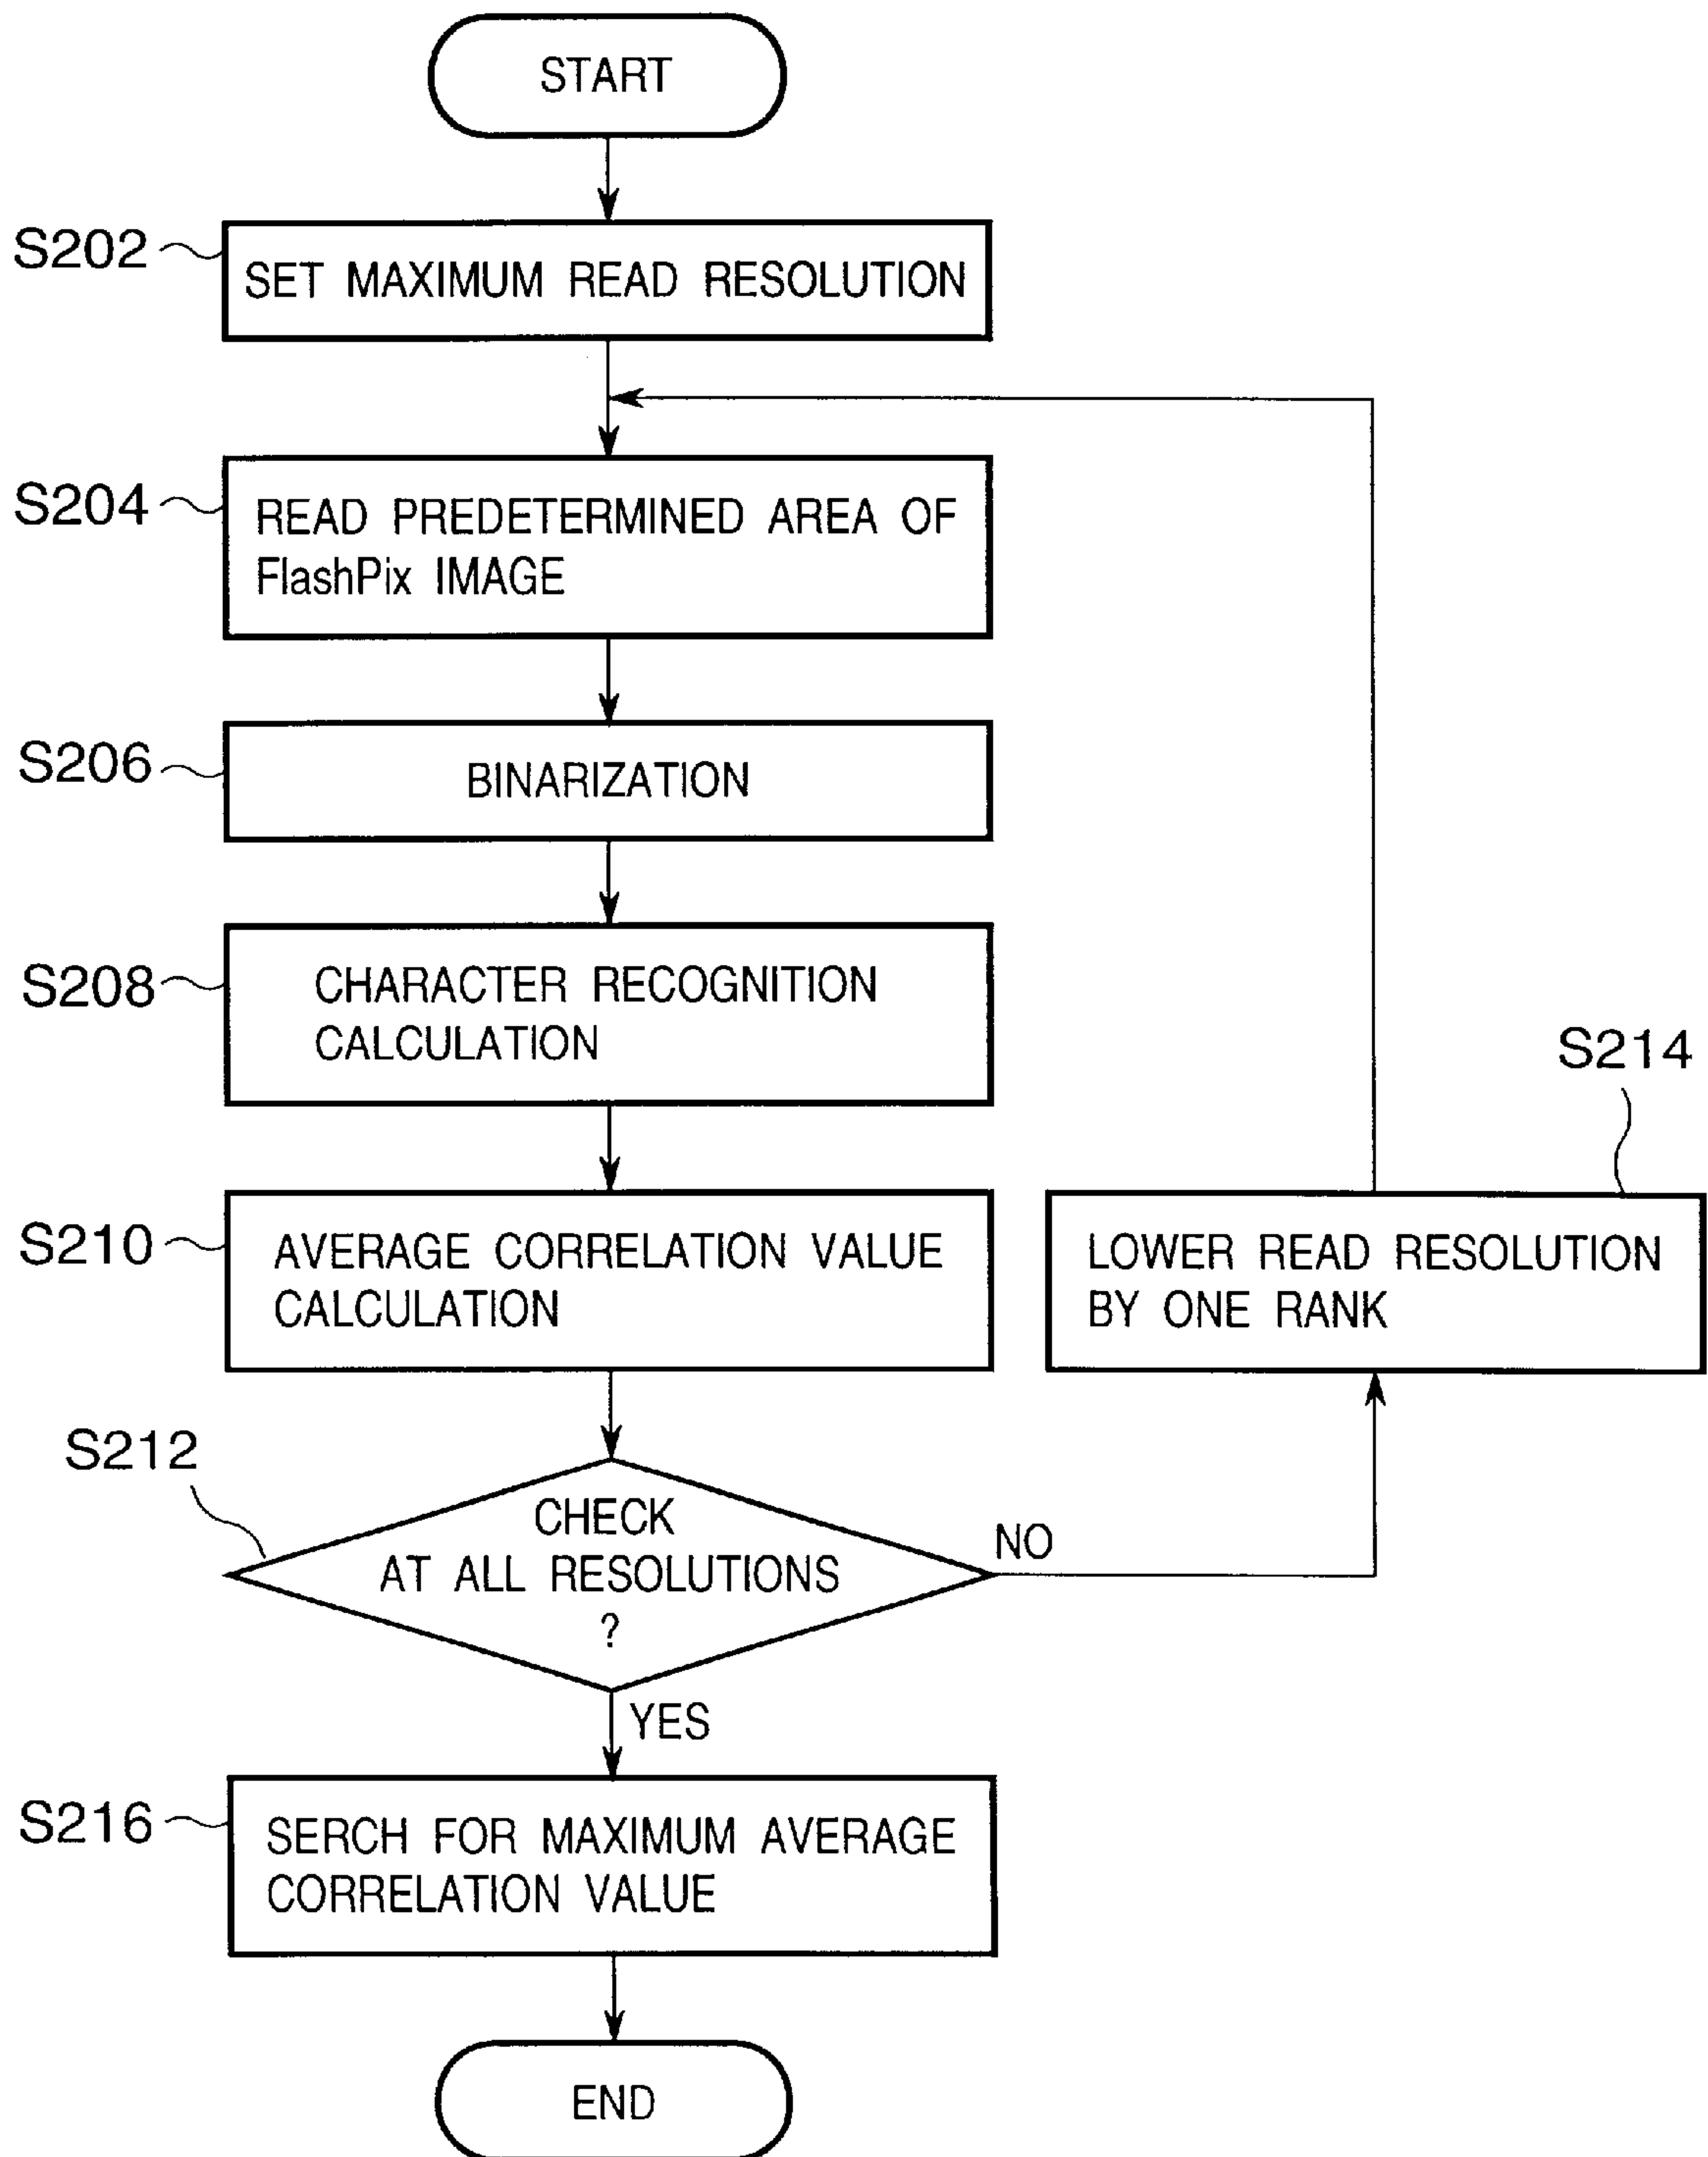 START
S202
SET MAXIMUM READ RESOLUTION
S204
READ PREDETERMINED AREA OF
FlashPix IMAGE
S206
BINARIZATION
S208
CHARACTER RECOGNITION
CALCULATION
S210
AVERAGE CORRELATION VALUE
CALCULATION
S214
LOWER READ RESOLUTION
BY ONE RANK
S212
CHECK
AT ALL RESOLUTIONS
?
NO
YES
S216
SERCH FOR MAXIMUM AVERAGE
CORRELATION VALUE
END